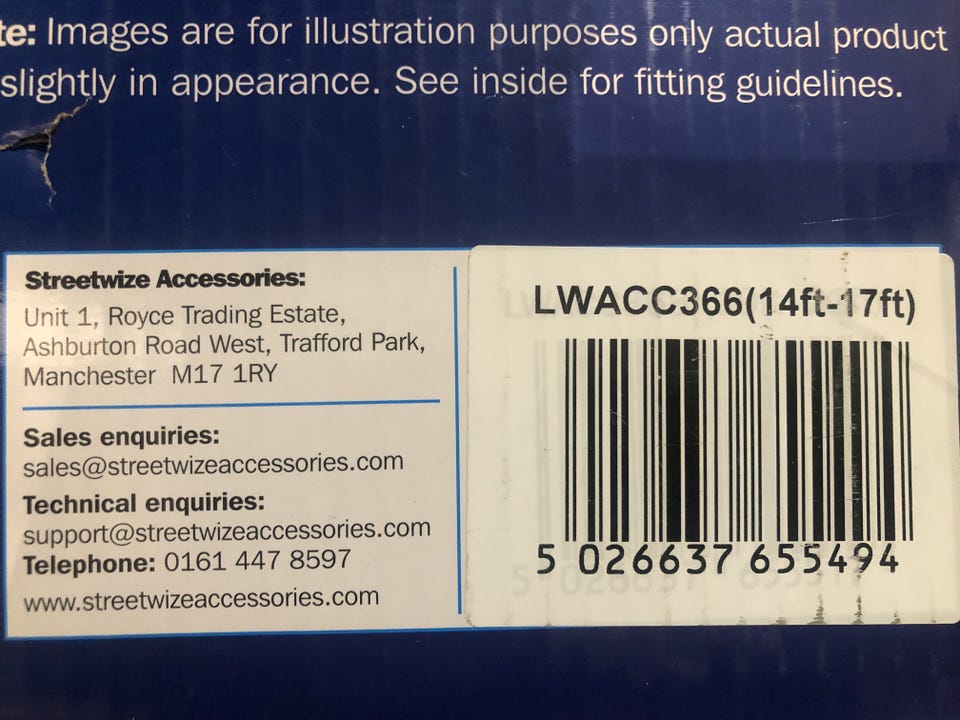 te: Images are for illustration purposes only actual product
slightly in appearance. See inside for fitting guidelines.
Streetwize Accessories:
Unit 1, Royce Trading Estate,
Ashburton Road West, Trafford Park,
Manchester M17 1RY
Sales enquiries:
sales@streetwizeaccessories.com
Technical enquiries:
support@streetwizeaccessories.com
Telephone: 0161 447 8597
www.streetwizeaccessories.com
LWACC366(14ft-17ft)
5 026637 655494